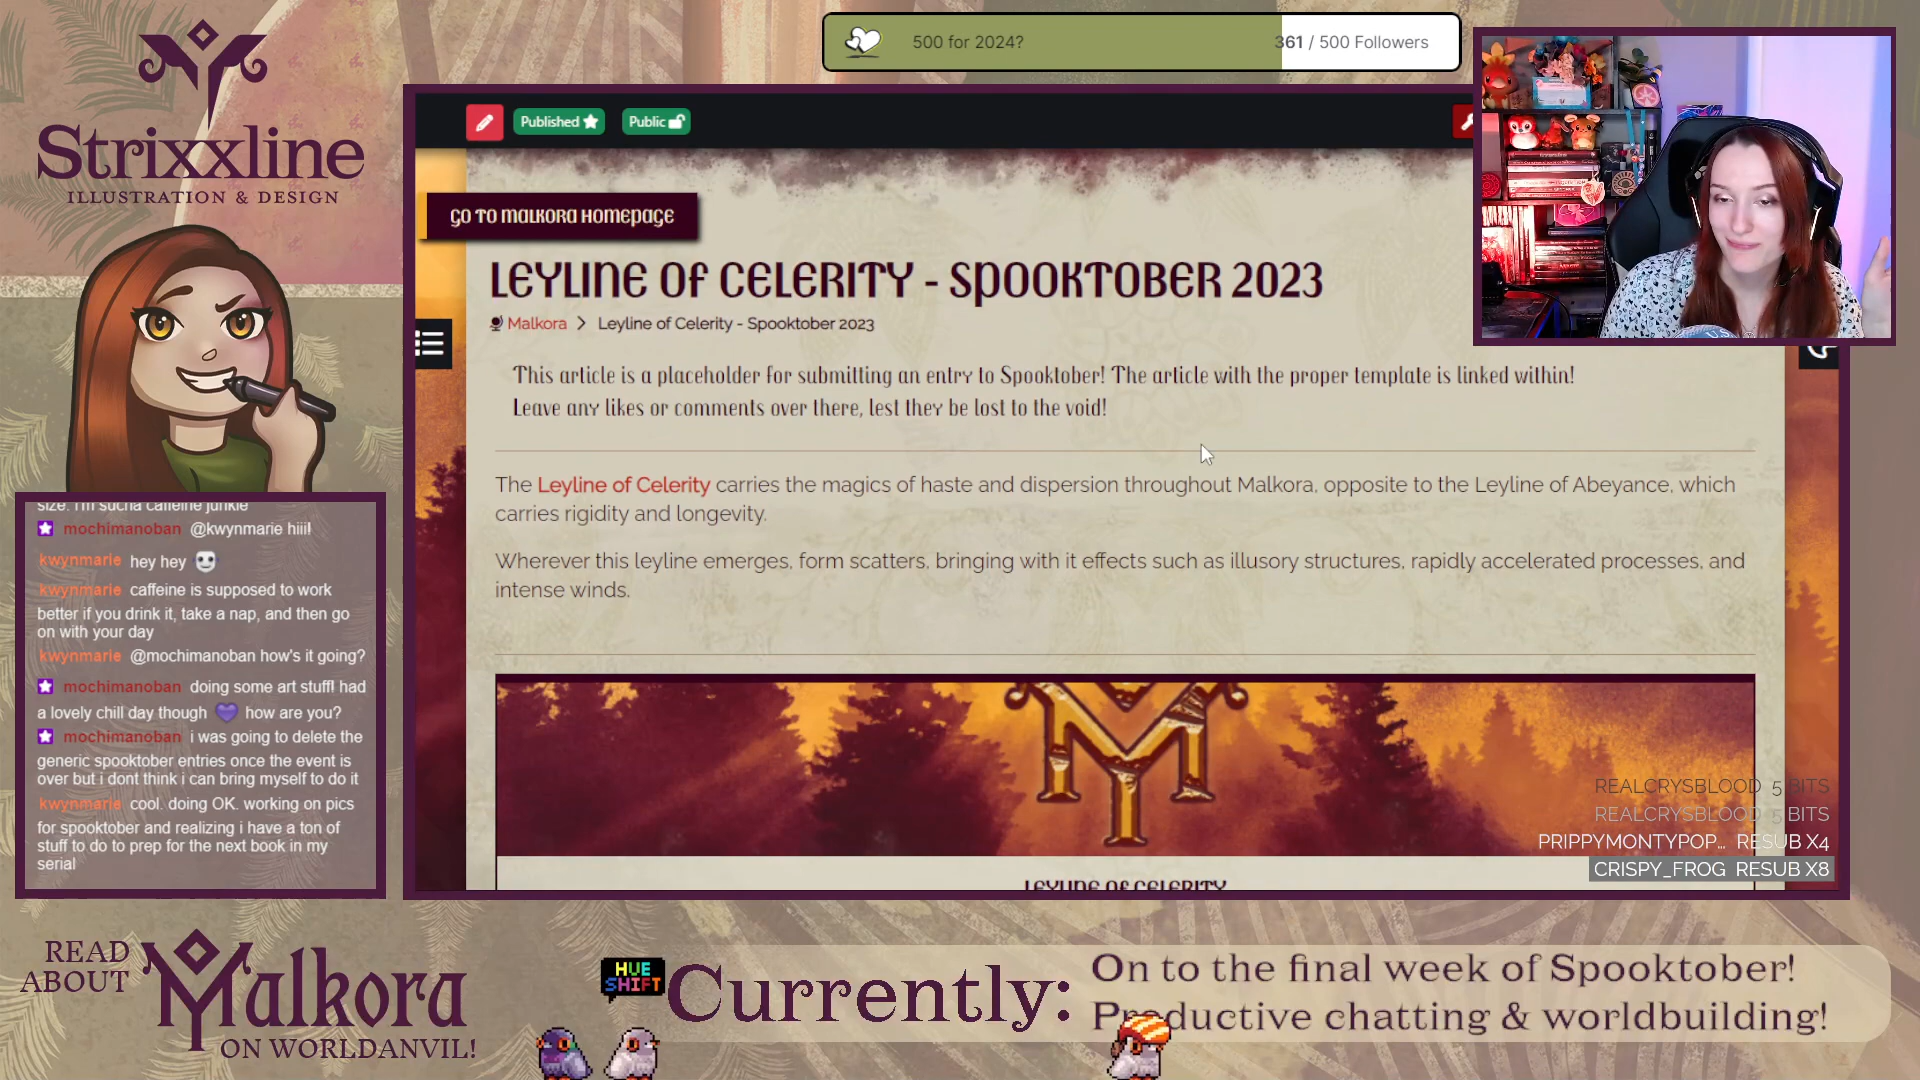 Strixxline
ILLUSTRATION & DESIGN
500 for 2024?
361 / 500 Followers
Published
Public
GO TO MALKORA HOMEPAGE
LEYLINE OF CELERITY - SPOOKTOBER 2023
Malkora > Leyline of Celerity - Spooktober 2023
This article is a placeholder for submitting an entry to Spooktober! The article with the proper template is linked within!
Leave any likes or comments over there, lest they be lost to the void!
The Leyline of Celerity carries the magics of haste and dispersion throughout Malkora, opposite to the Leyline of Abeyance, which
carries rigidity and longevity.
Wherever this leyline emerges, form scatters, bringing with it effects such as illusory structures, rapidly accelerated processes, and
intense winds.
LEYLINE OF CELERITY
REALCRYSBLOOD 5 BITS
REALCRYSBLOOD 5 BITS
PRIPPYMONTYPOP... RESUB X4
CRISPY_FROG RESUB X8
size. I'm sucha caffeine junkie
mochimanoban @kwynmarie hiii!
kwynmarie hey hey
kwynmarie caffeine is supposed to work
better if you drink it, take a nap, and then go
on with your day
kwynmarie @mochimanoban how's it going?
mochimanoban doing some art stuff! had
a lovely chill day though how are you?
mochimanoban i was going to delete the
generic spooktober entries once the event is
over but i dont think i can bring myself to do it
kwynmarie cool. doing OK. working on pics
for spooktober and realizing i have a ton of
stuff to do to prep for the next book in my
serial
READ
ABOUT
Malkora
ON WORLDANVIL!
HUE
SHIFT
Currently:
On to the final week of Spooktober!
Productive chatting & worldbuilding!